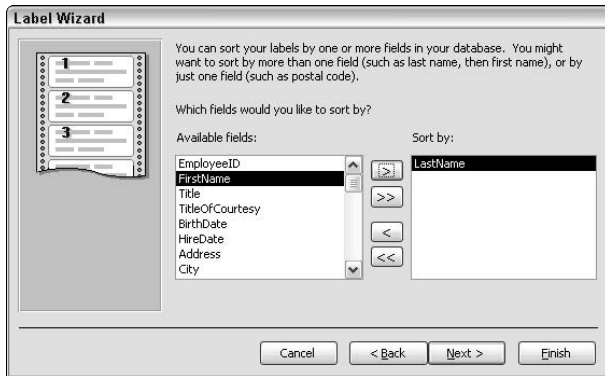 Label Wizard
1
2
3
You can sort your labels by one or more fields in your database. You might
want to sort by more than one field (such as last name, then first name), or by
just one field (such as postal code).
Which fields would you like to sort by?
Available fields:
Sort by:
EmployeeID
FirstName
Title
TitleOfCourtesy
BirthDate
HireDate
Address
City
>
>>
<
<<
LastName
Cancel
< Back
Next >
Finish